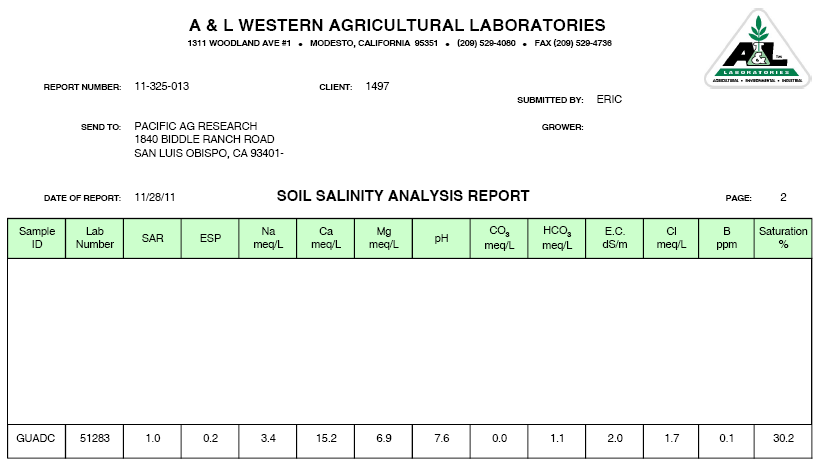 A & L WESTERN AGRICULTURAL LABORATORIES
1311 WOODLAND AVE #1 • MODESTO, CALIFORNIA 95351 • (209) 529-4080 • FAX (209) 529-4736
A&L
LABORATORIES
AGRICULTURAL • ENVIRONMENTAL • INDUSTRIAL
REPORT NUMBER: 11-325-013 CLIENT: 1497
SUBMITTED BY: ERIC
SEND TO: PACIFIC AG RESEARCH GROWER:
1840 BIDDLE RANCH ROAD
SAN LUIS OBISPO, CA 93401-
DATE OF REPORT: 11/28/11 SOIL SALINITY ANALYSIS REPORT PAGE: 2
Sample ID Lab Number SAR ESP Na meq/L Ca meq/L Mg meq/L pH CO3 meq/L HCO3 meq/L E.C. dS/m Cl meq/L B ppm Saturation %
GUADC 51283 1.0 0.2 3.4 15.2 6.9 7.6 0.0 1.1 2.0 1.7 0.1 30.2